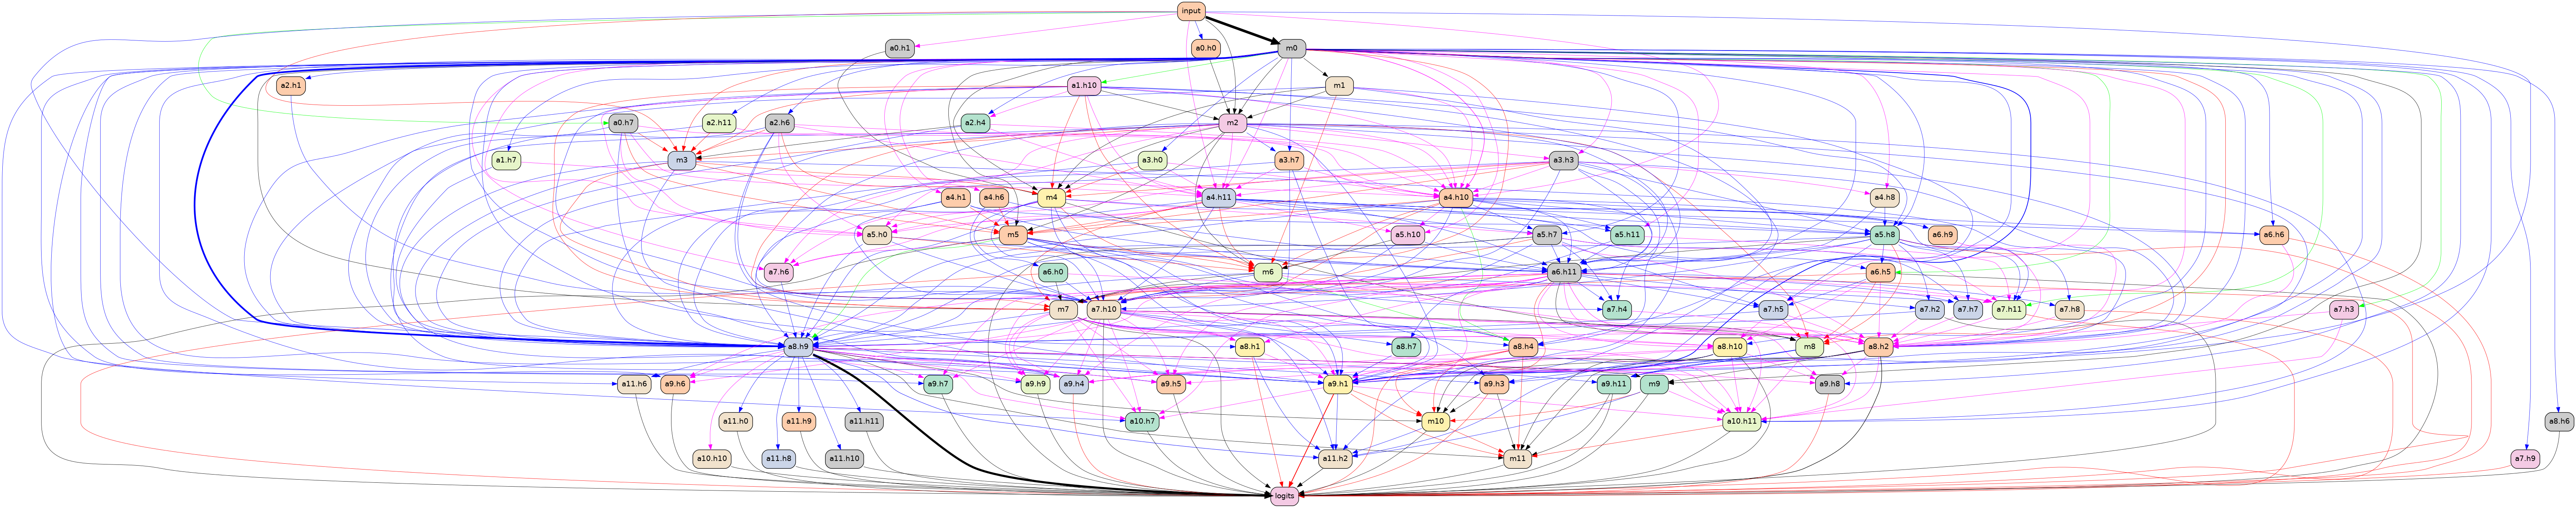 input
a0.h1 a0.h0 m0
a2.h1 a1.h10 m1
a0.h7 a2.h11 a2.h6 a2.h4 m2
a1.h7 m3 a3.h0 a3.h7 a3.h3
a4.h1 a4.h6 m4 a4.h11 a4.h10 a4.h8
a5.h0 m5 a5.h10 a5.h7 a5.h11 a5.h8 a6.h9 a6.h6
a7.h6 a6.h0 m6 a6.h11 a6.h5
m7 a7.h10 a7.h4 a7.h5 a7.h2 a7.h7 a7.h11 a7.h8 a7.h3
a8.h9 a8.h1 a8.h7 a8.h4 a8.h10 m8 a8.h2
a11.h6 a9.h6 a9.h7 a9.h9 a9.h4 a9.h5 a9.h1 a9.h3 a9.h11 m9 a9.h8
a11.h0 a11.h9 a11.h11 a10.h7 m10 a10.h11 a8.h6
a10.h10 a11.h8 a11.h10 a11.h2 m11 a7.h9
logits